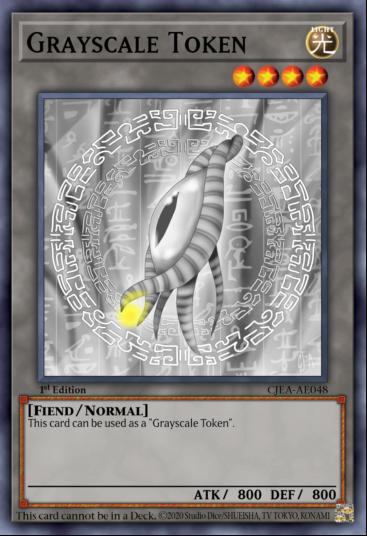 GRAYSCALE TOKEN
LIGHT
光
1st Edition
CJEA-AE048
[FIEND/NORMAL]
This card can be used as a "Grayscale Token".
ATK/ 800 DEF/ 800
This card cannot be in a Deck. ©2020 Studio Dice/SHUEISHA, TV TOKYO, KONAMI